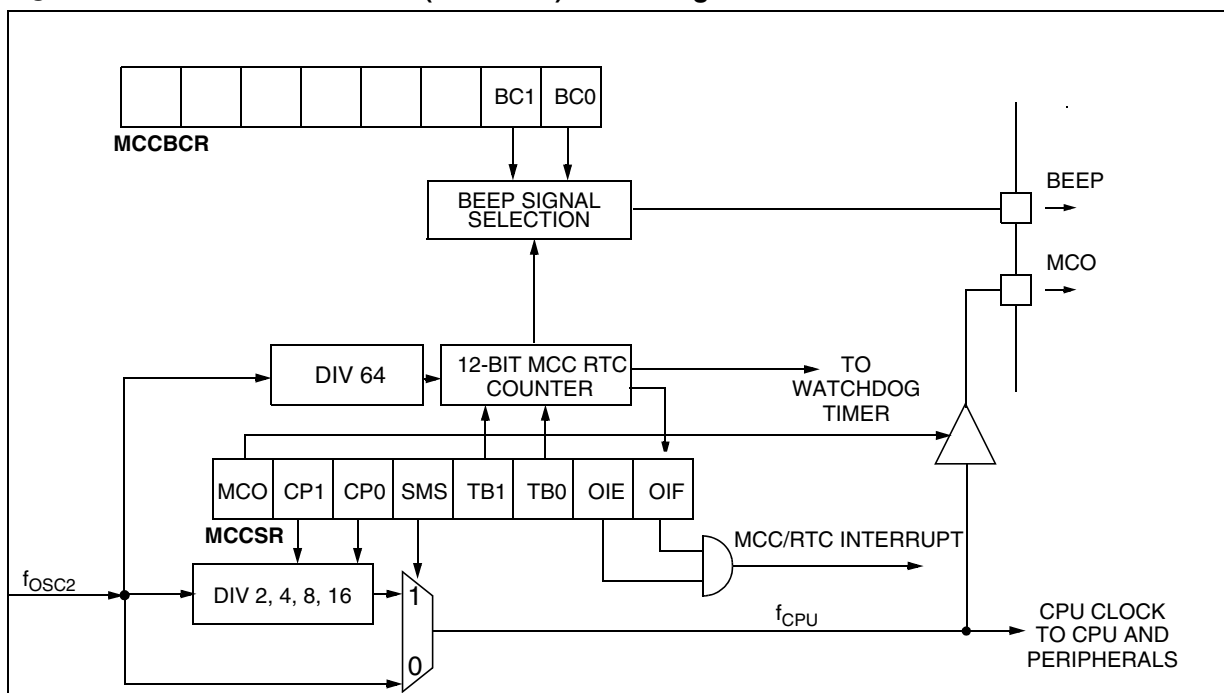 BC1 BC0
MCCBCR
BEEP SIGNAL
SELECTION
BEEP
MCO
DIV 64
12-BIT MCC RTC
COUNTER
TO
WATCHDOG
TIMER
MCO CP1 CP0 SMS TB1 TB0 OIE OIF
MCCSR
MCC/RTC INTERRUPT
fOSC2
DIV 2, 4, 8, 16
1
0
fCPU
CPU CLOCK
TO CPU AND
PERIPHERALS